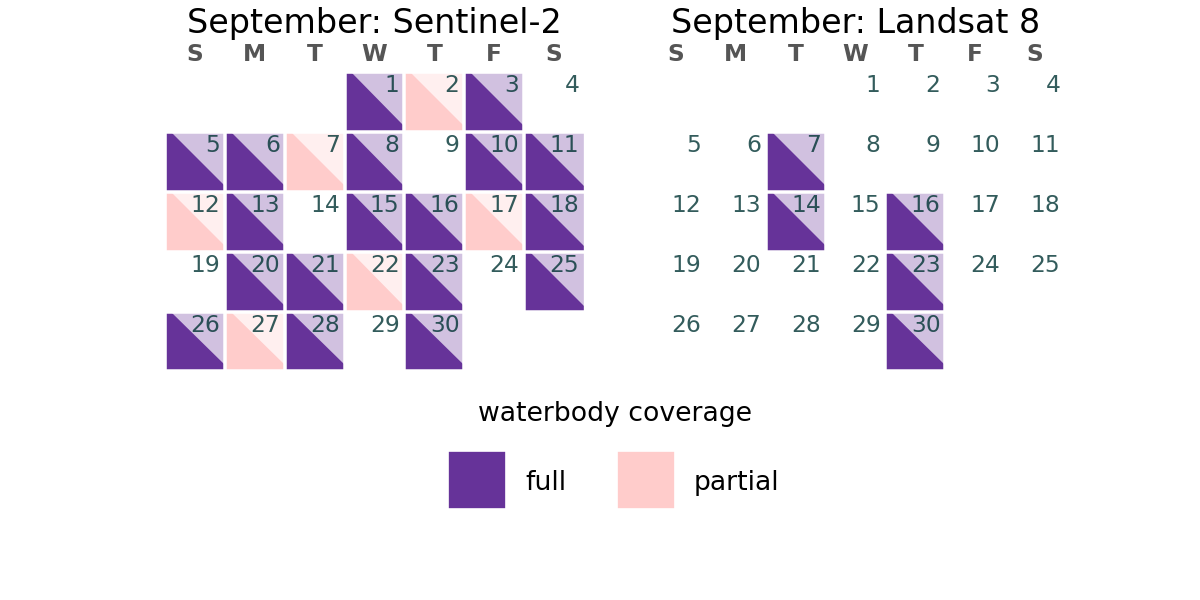 September: Sentinel-2
S M T W T F S
1 2 3 4
5 6 7 8 9 10 11
12 13 14 15 16 17 18
19 20 21 22 23 24 25
26 27 28 29 30
September: Landsat 8
S M T W T F S
1 2 3 4
5 6 7 8 9 10 11
12 13 14 15 16 17 18
19 20 21 22 23 24 25
26 27 28 29 30
waterbody coverage
full partial